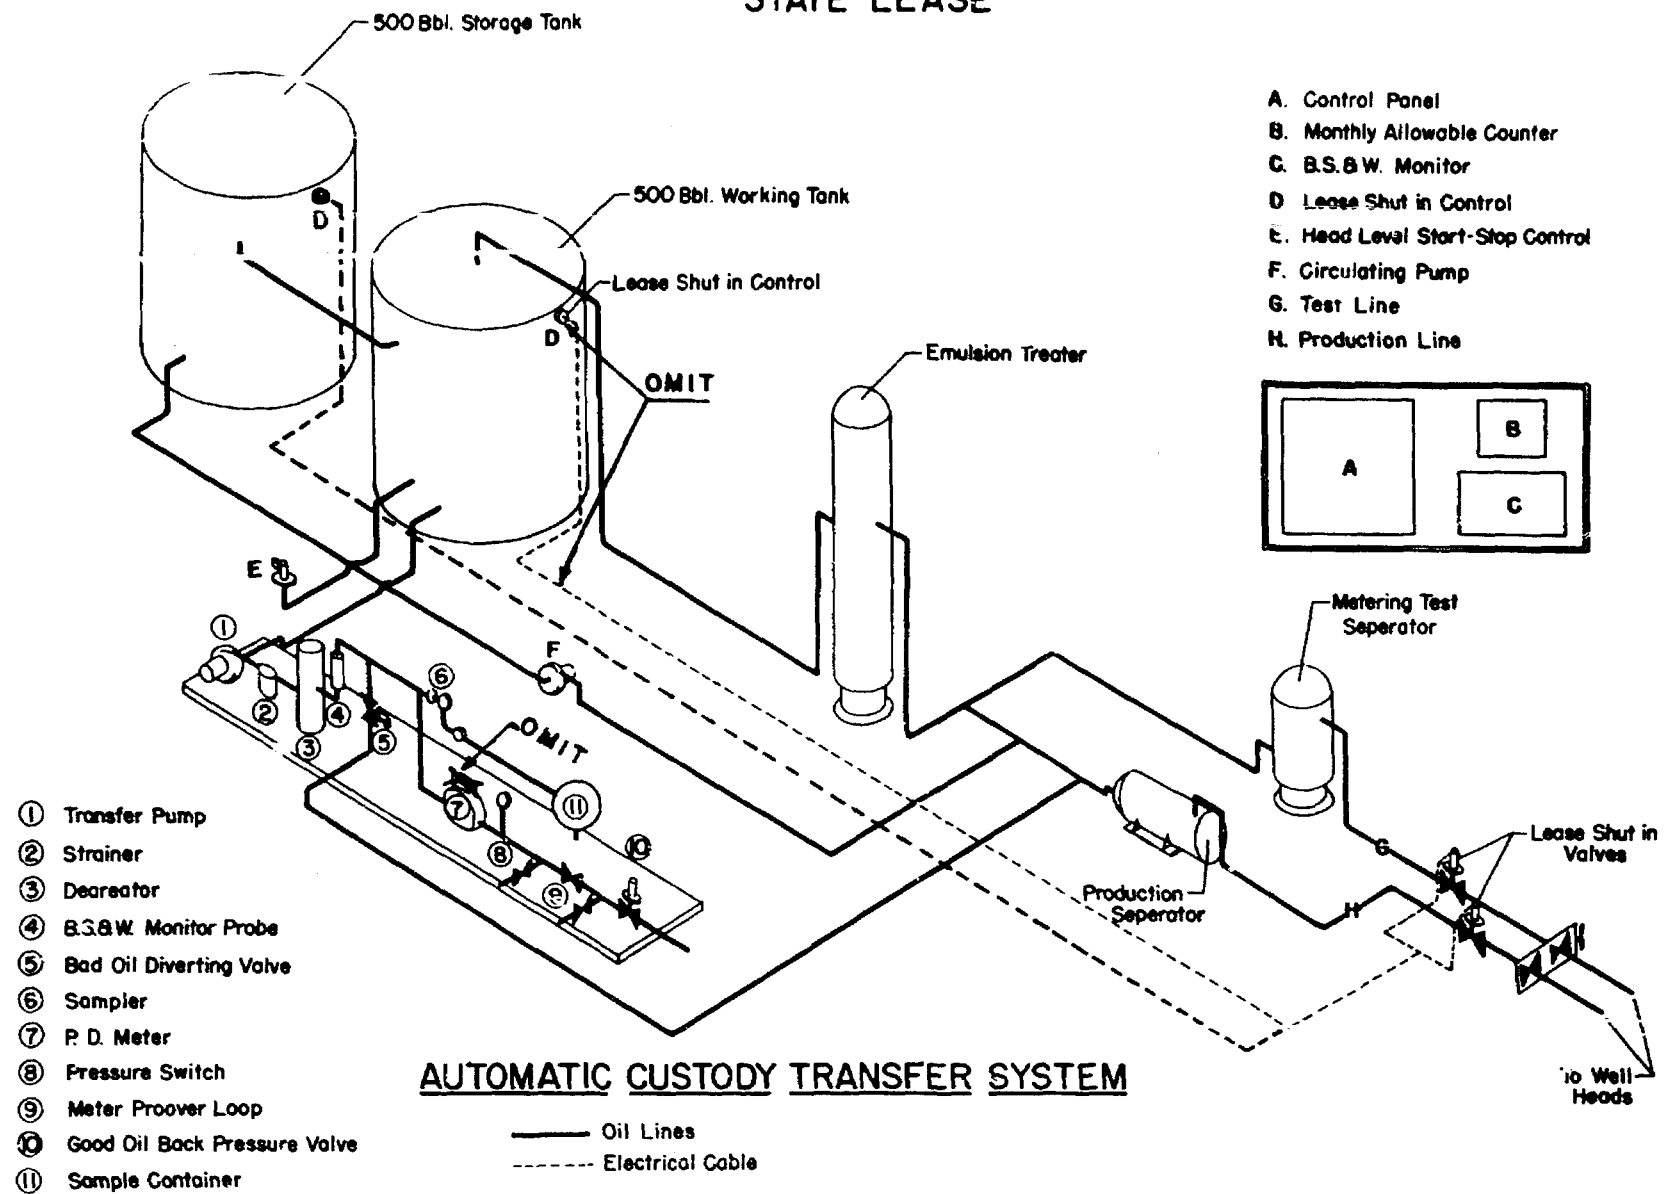 STATE LEASE
500 Bbl. Storage Tank
500 Bbl. Working Tank
Lease Shut in Control
D
D
OMIT
Emulsion Treater
A. Control Panel
B. Monthly Allowable Counter
C. B.S.&W. Monitor
D Lease Shut in Control
E. Head Level Start-Stop Control
F. Circulating Pump
G. Test Line
H. Production Line
A
B
C
Metering Test
Seperator
E
F
1
2
3
4
5
6
OMIT
7
8
9
10
11
Production
Seperator
G
H
Lease Shut in
Valves
To Well
Heads
1 Transfer Pump
2 Strainer
3 Deareator
4 B.S.&W. Monitor Probe
5 Bad Oil Diverting Valve
6 Sampler
7 P. D. Meter
8 Pressure Switch
9 Meter Proover Loop
10 Good Oil Back Pressure Valve
11 Sample Container
AUTOMATIC CUSTODY TRANSFER SYSTEM
Oil Lines
Electrical Cable